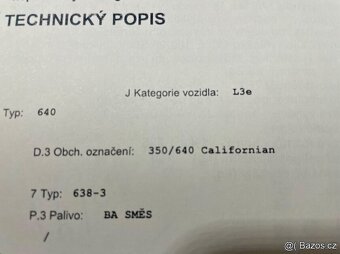 TECHNICKÝ POPIS
J Kategorie vozidla: L3e
Typ: 640
D.3 Obch. označení: 350/640 Californian
7 Typ: 638-3
P.3 Palivo: BA SMĚS
/
Bazos.cz